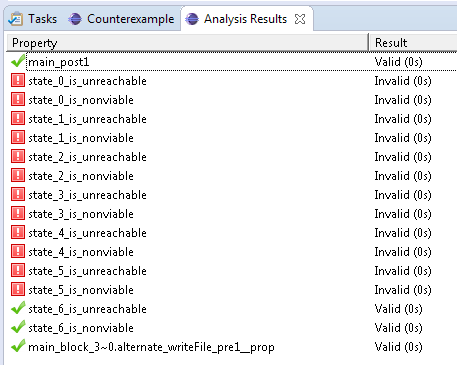 Tasks Counterexample Analysis Results
Property Result
main_post1 Valid (0s)
state_0_is_unreachable Invalid (0s)
state_0_is_nonviable Invalid (0s)
state_1_is_unreachable Invalid (0s)
state_1_is_nonviable Invalid (0s)
state_2_is_unreachable Invalid (0s)
state_2_is_nonviable Invalid (0s)
state_3_is_unreachable Invalid (0s)
state_3_is_nonviable Invalid (0s)
state_4_is_unreachable Invalid (0s)
state_4_is_nonviable Invalid (0s)
state_5_is_unreachable Invalid (0s)
state_5_is_nonviable Invalid (0s)
state_6_is_unreachable Valid (0s)
state_6_is_nonviable Valid (0s)
main_block_3~0.alternate_writeFile_pre1__prop Valid (0s)